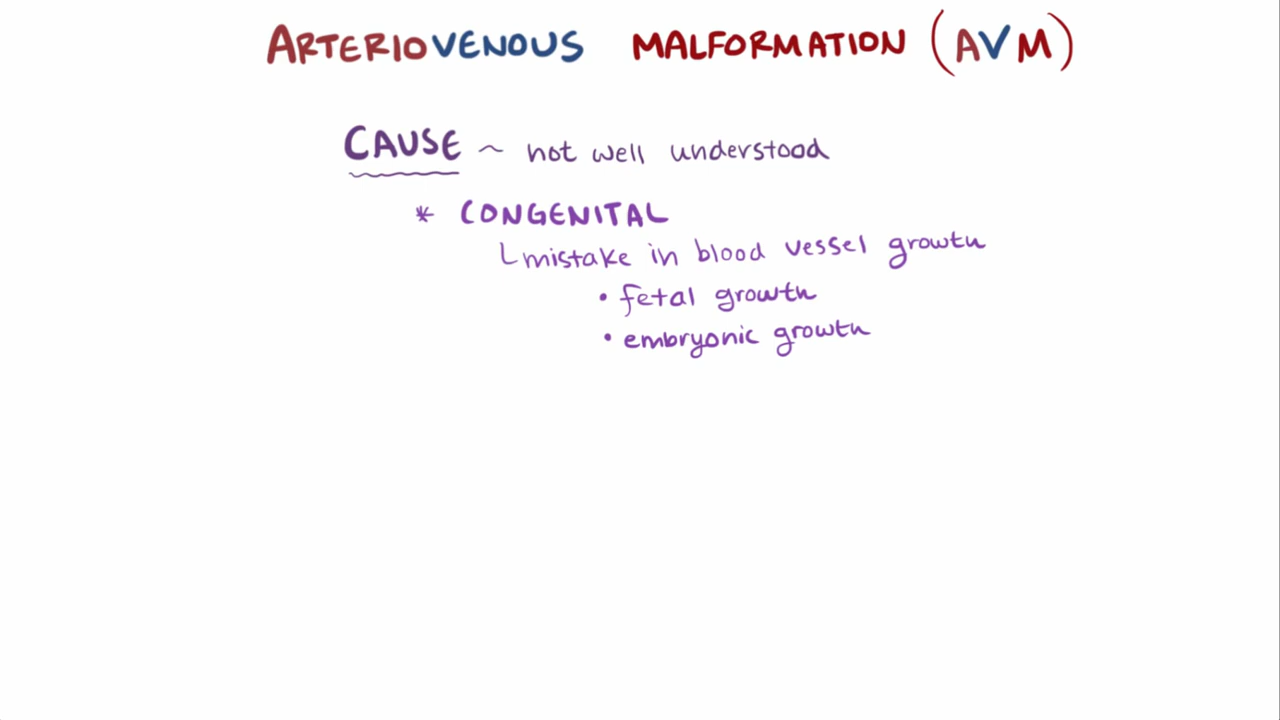 ARTERIOVENOUS MALFORMATION (AVM)
CAUSE ~ not well understood
* CONGENITAL
mistake in blood vessel growth
• fetal growth
• embryonic growth